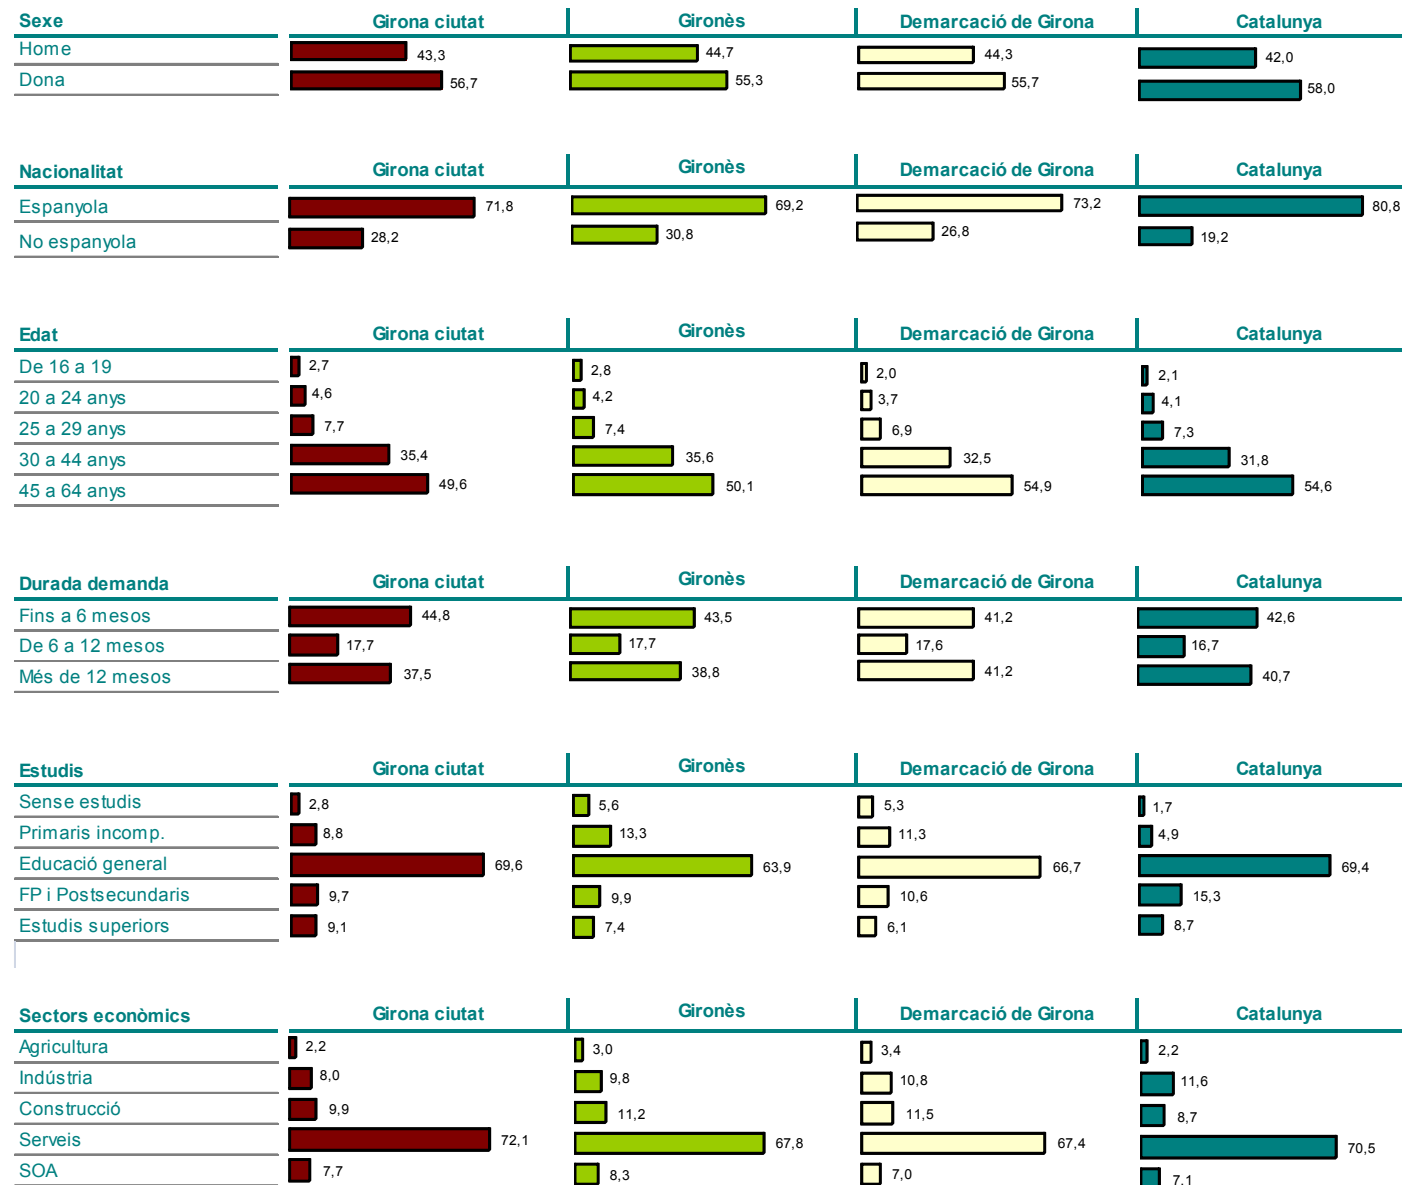 Sexe Girona ciutat Gironès Demarcació de Girona Catalunya
Home 43,3 44,7 44,3 42,0
Dona 56,7 55,3 55,7 58,0
Nacionalitat Girona ciutat Gironès Demarcació de Girona Catalunya
Espanyola 71,8 69,2 73,2 80,8
No espanyola 28,2 30,8 26,8 19,2
Edat Girona ciutat Gironès Demarcació de Girona Catalunya
De 16 a 19 2,7 2,8 2,0 2,1
20 a 24 anys 4,6 4,2 3,7 4,1
25 a 29 anys 7,7 7,4 6,9 7,3
30 a 44 anys 35,4 35,6 32,5 31,8
45 a 64 anys 49,6 50,1 54,9 54,6
Durada demanda Girona ciutat Gironès Demarcació de Girona Catalunya
Fins a 6 mesos 44,8 43,5 41,2 42,6
De 6 a 12 mesos 17,7 17,7 17,6 16,7
Més de 12 mesos 37,5 38,8 41,2 40,7
Estudis Girona ciutat Gironès Demarcació de Girona Catalunya
Sense estudis 2,8 5,6 5,3 1,7
Primaris incomp. 8,8 13,3 11,3 4,9
Educació general 69,6 63,9 66,7 69,4
FP i Postsecundaris 9,7 9,9 10,6 15,3
Estudis superiors 9,1 7,4 6,1 8,7
Sectors econòmics Girona ciutat Gironès Demarcació de Girona Catalunya
Agricultura 2,2 3,0 3,4 2,2
Indústria 8,0 9,8 10,8 11,6
Construcció 9,9 11,2 11,5 8,7
Serveis 72,1 67,8 67,4 70,5
SOA 7,7 8,3 7,0 7,1